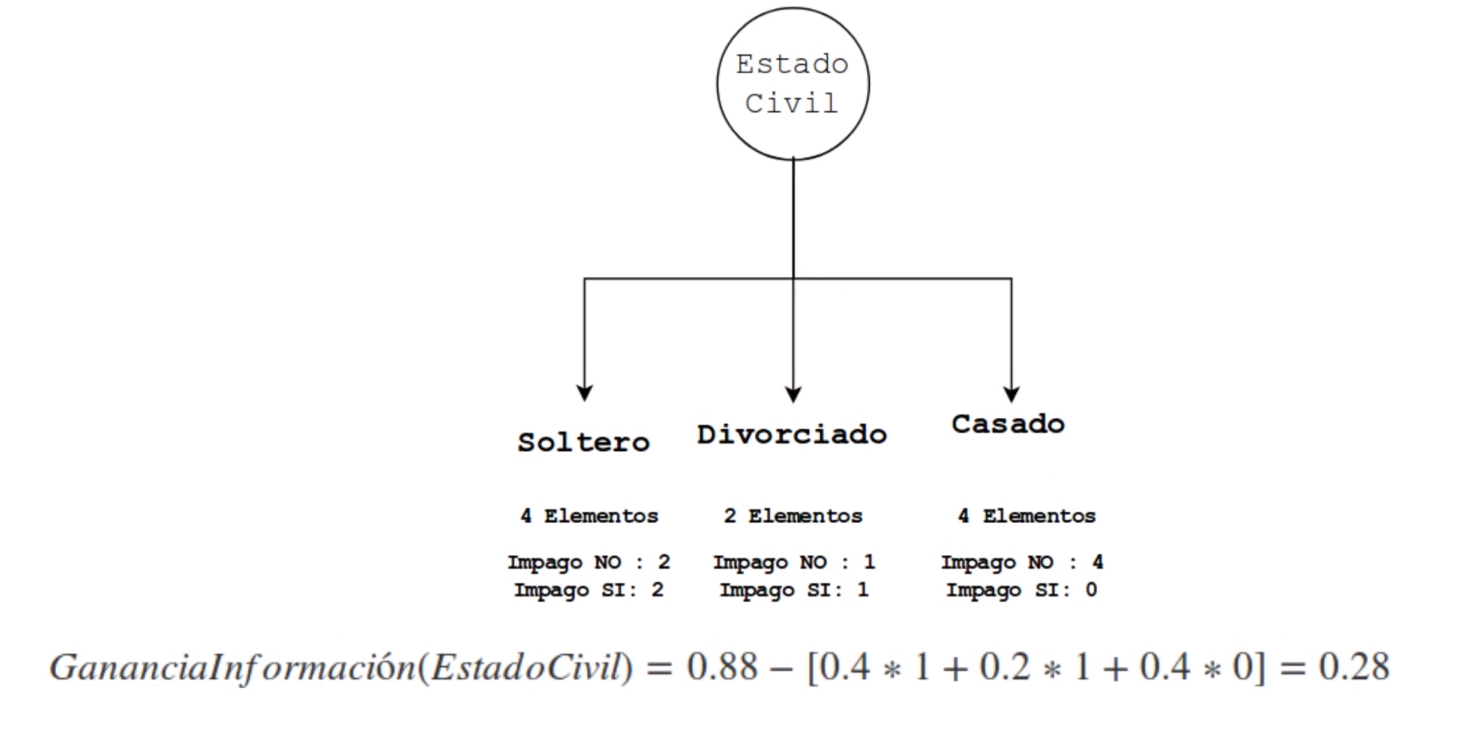 Estado
Civil
Soltero
Divorciado
Casado
4 Elementos
2 Elementos
4 Elementos
Impago NO : 2
Impago SI: 2
Impago NO : 1
Impago SI: 1
Impago NO : 4
Impago SI: 0
GananciaInformación(EstadoCivil) = 0.88 − [0.4 * 1 + 0.2 * 1 + 0.4 * 0] = 0.28